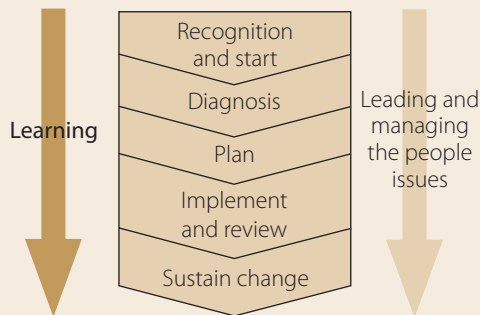 Recognition
and start
Diagnosis
Plan
Implement
and review
Sustain change
Learning
Leading and
managing
the people
issues